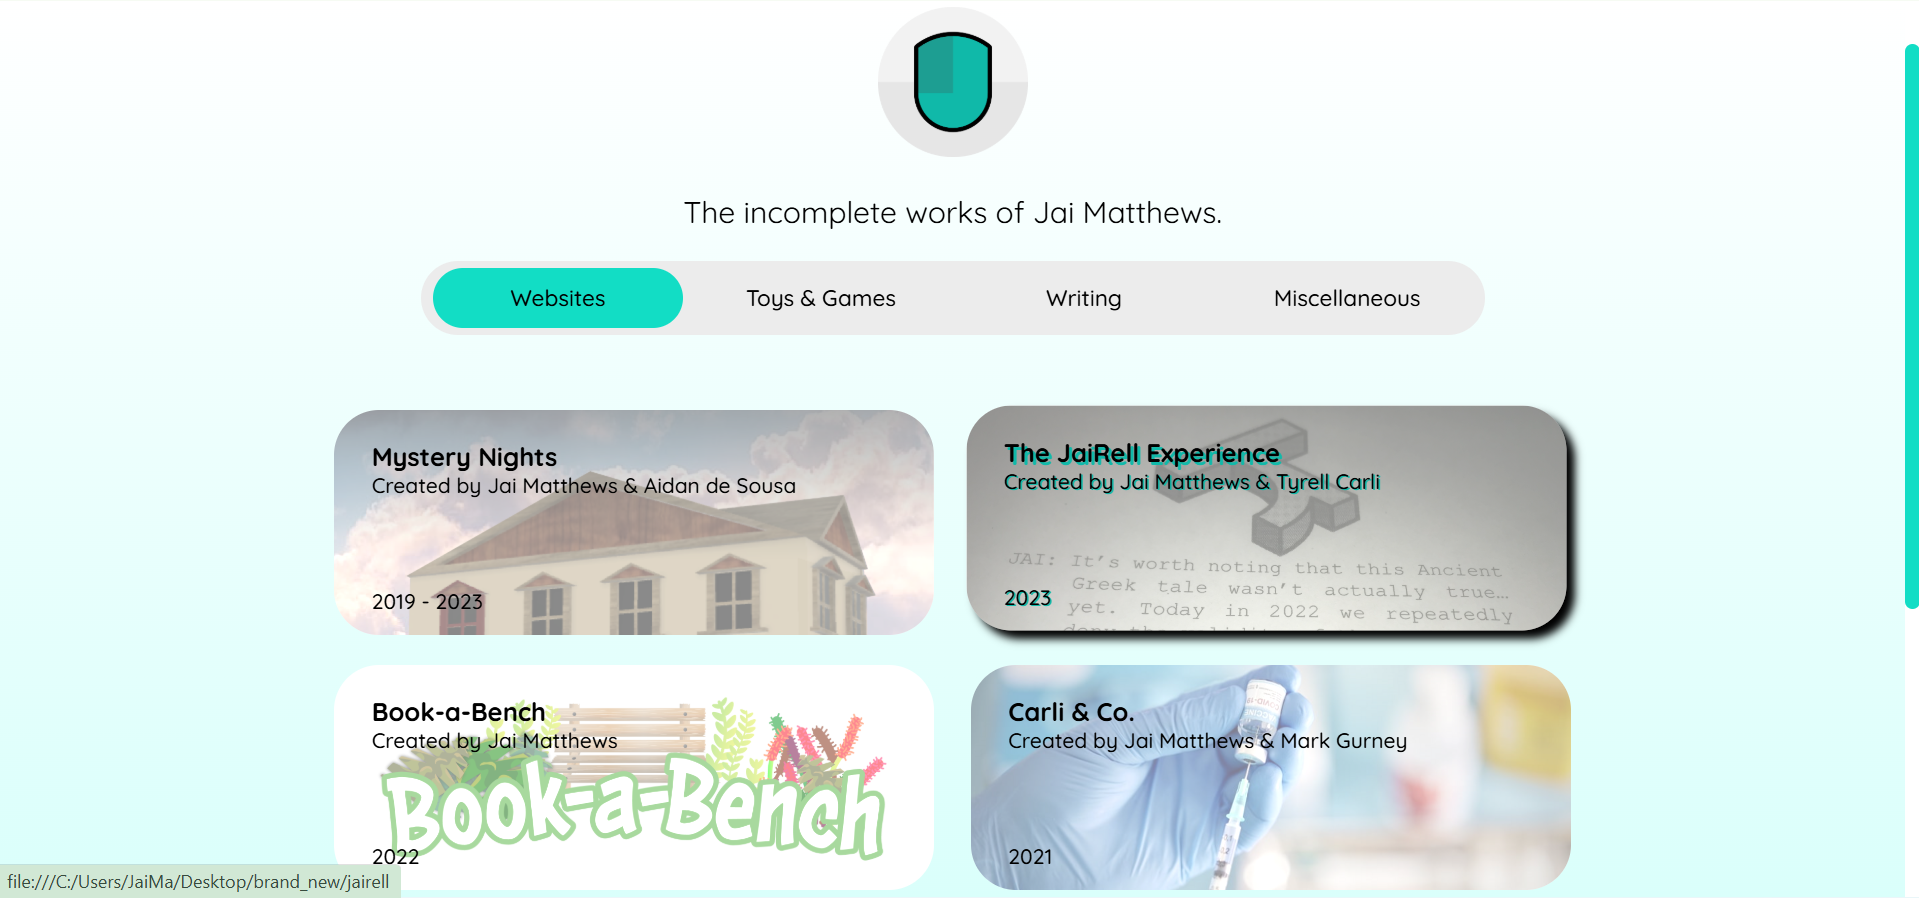 The incomplete works of Jai Matthews.
Websites
Toys & Games
Writing
Miscellaneous
Mystery Nights
Created by Jai Matthews & Aidan de Sousa
2019 - 2023
The JaiRell Experience
Created by Jai Matthews & Tyrell Carli
JAI: It's worth noting that this Ancient
Greek tale wasn't actually true…
yet. Today in 2022 we repeatedly
2023
Book-a-Bench
Created by Jai Matthews
Book-a-Bench
2022
Carli & Co.
Created by Jai Matthews & Mark Gurney
2021
file:///C:/Users/JaiMa/Desktop/brand_new/jairell